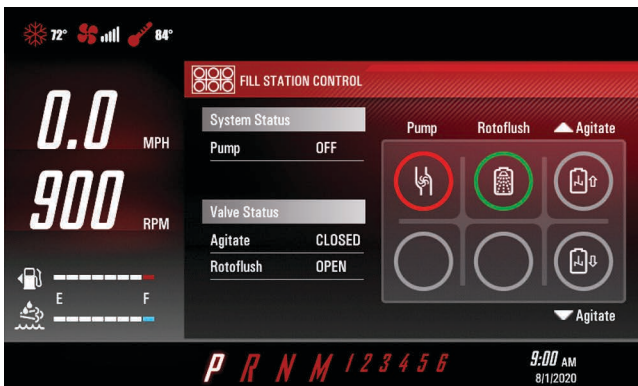 72° 84°
FILL STATION CONTROL
0.0 MPH
900 RPM
E F
System Status
Pump OFF
Valve Status
Agitate CLOSED
Rotoflush OPEN
Pump Rotoflush Agitate
Agitate
P R N M 1 2 3 4 5 6
9:00 AM
8/1/2020